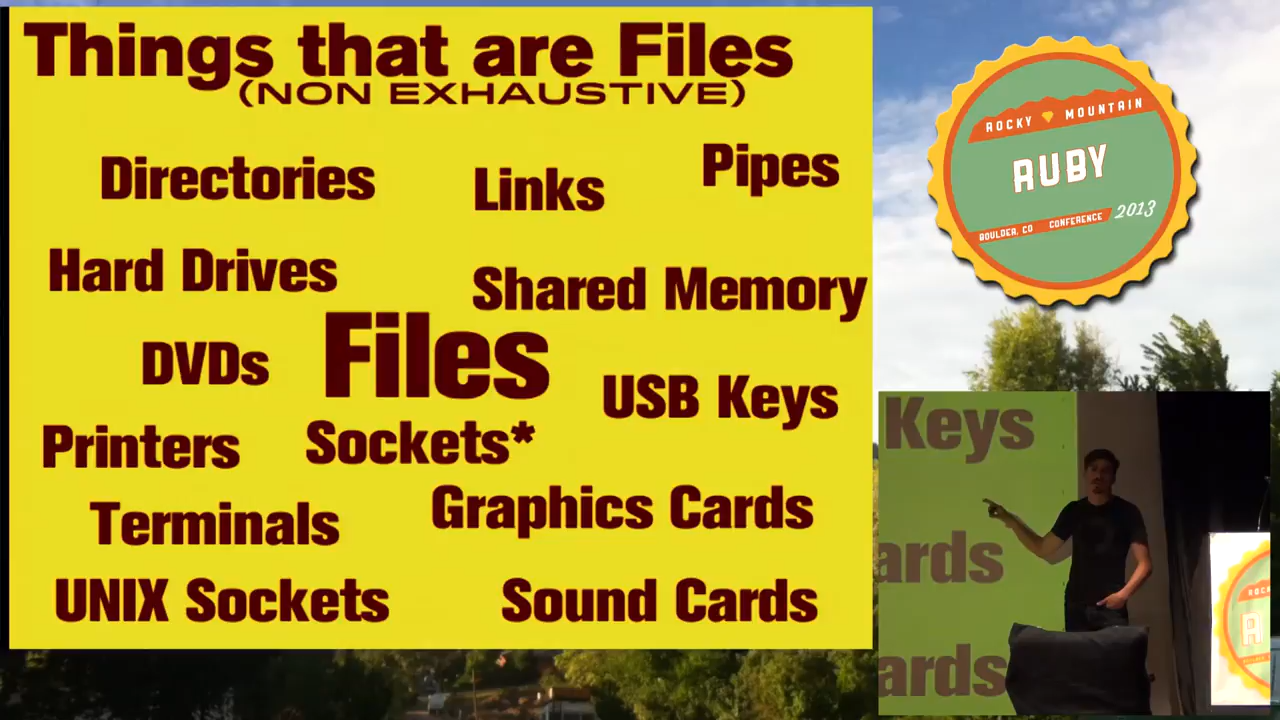 Things that are Files
(NON EXHAUSTIVE)
Directories
Links
Pipes
Hard Drives
Shared Memory
Files
DVDs
USB Keys
Printers
Sockets*
Terminals
Graphics Cards
UNIX Sockets
Sound Cards
ROCKY MOUNTAIN
RUBY
BOULDER, CO CONFERENCE 2013
Keys
ards
ards